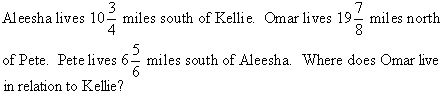 Aleesha lives 10 3/4 miles south of Kellie. Omar lives 19 7/8 miles north
of Pete. Pete lives 6 5/6 miles south of Aleesha. Where does Omar live
in relation to Kellie?